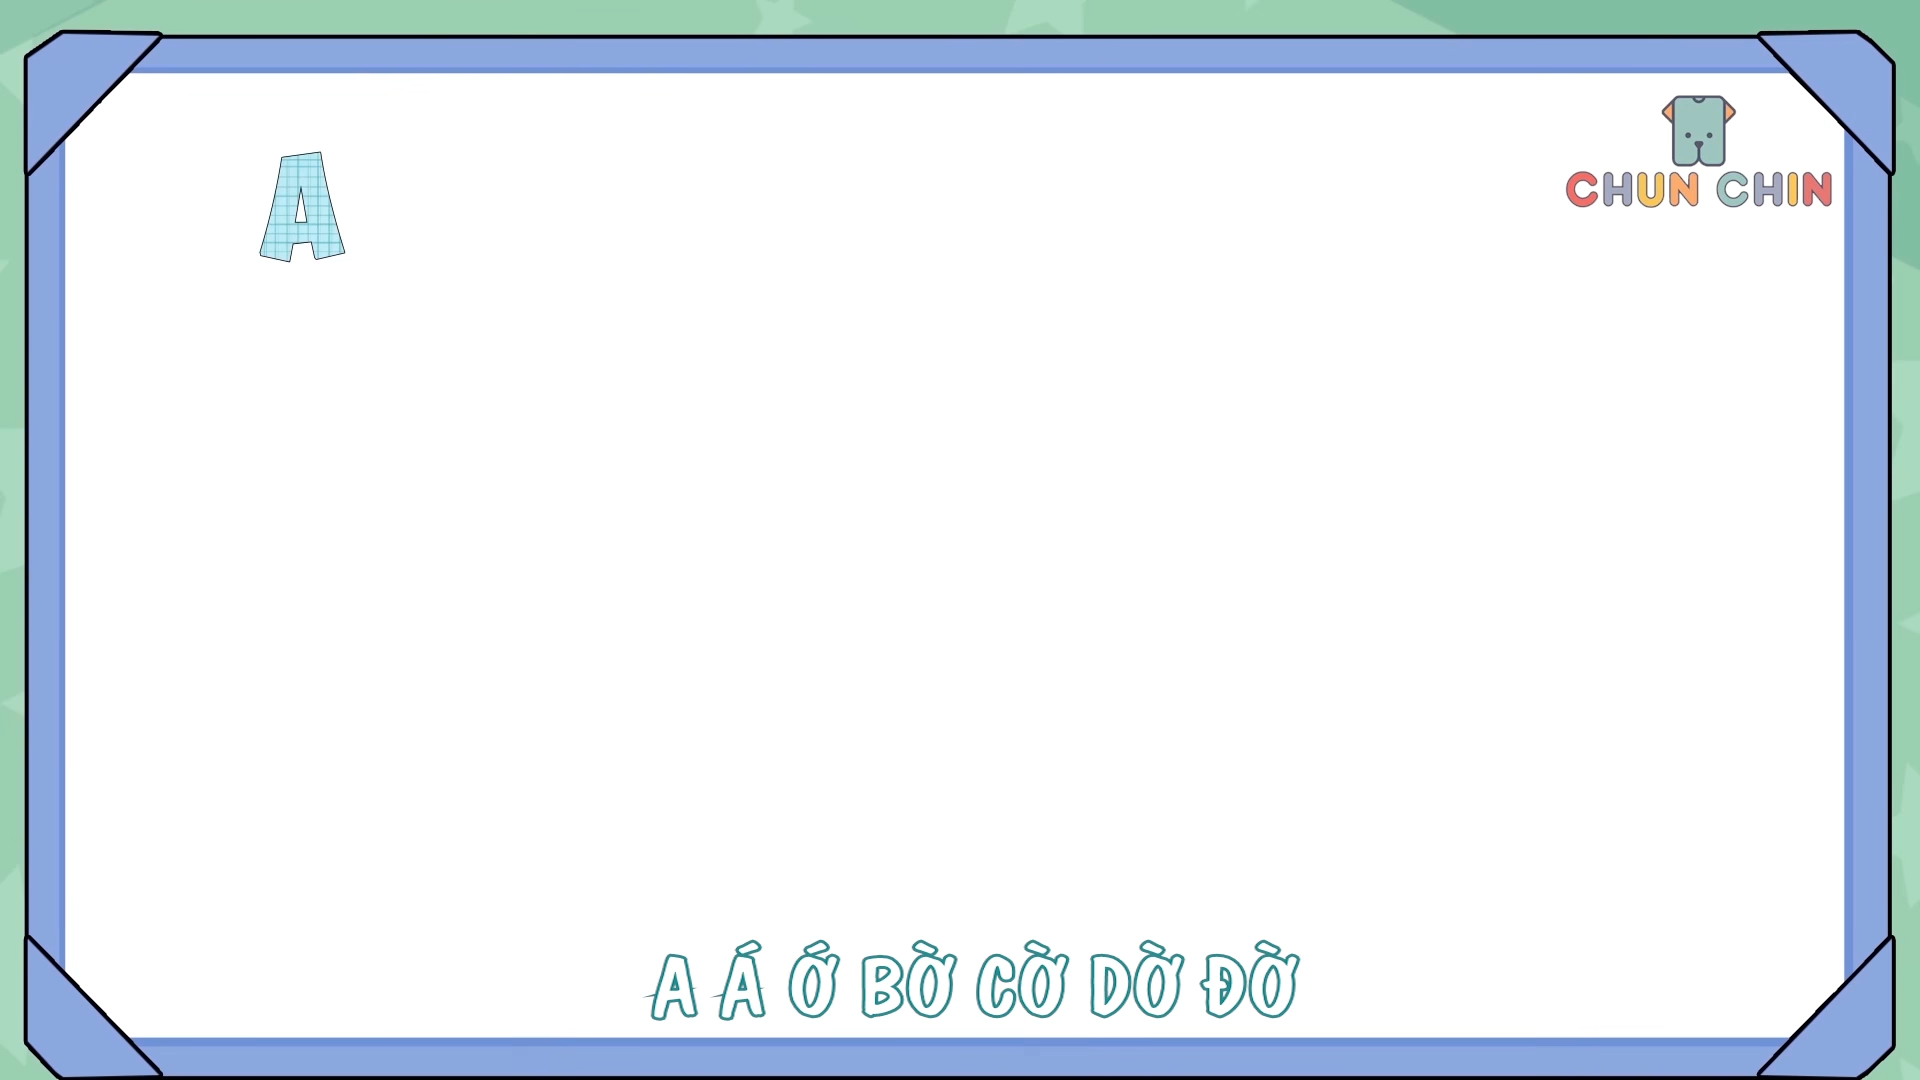 A
CHUN CHIN
A Á Ớ BỜ CỜ DỜ ĐỜ